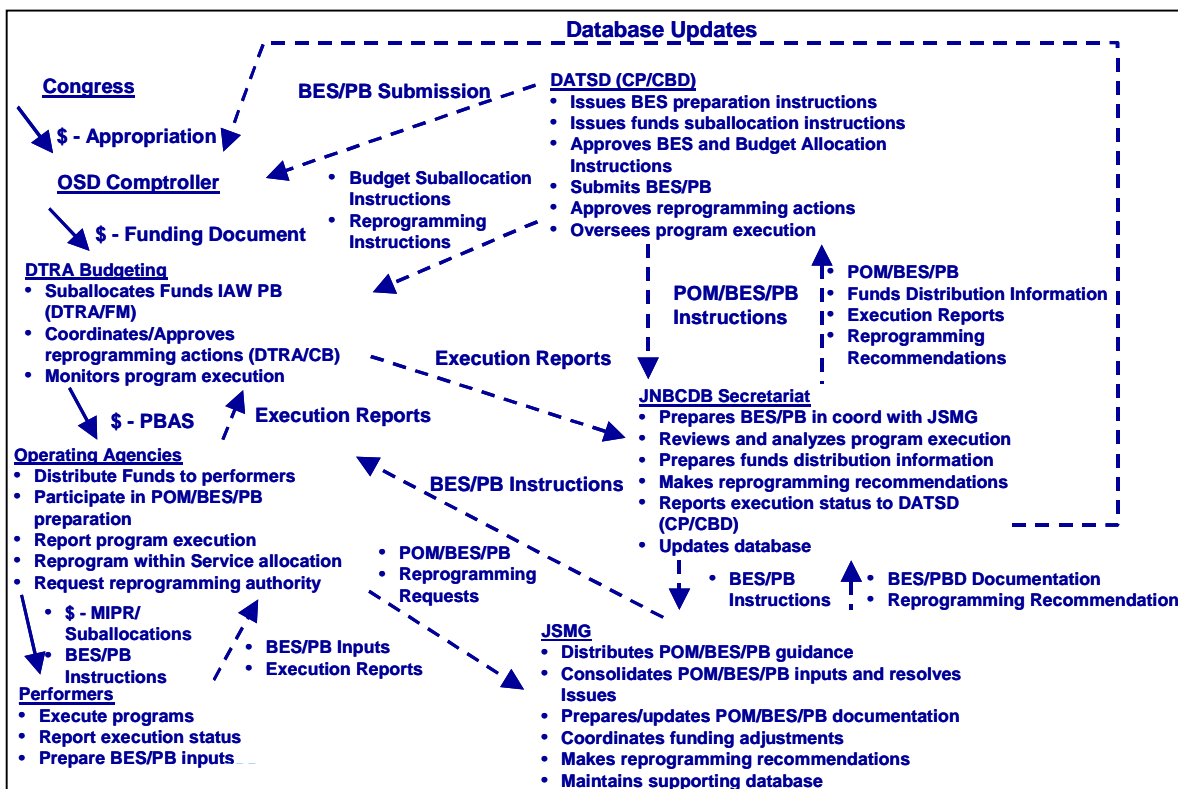 Database Updates
Congress
$ - Appropriation
OSD Comptroller
$ - Funding Document
BES/PB Submission
DATSD (CP/CBD)
• Issues BES preparation instructions
• Issues funds suballocation instructions
• Approves BES and Budget Allocation
Instructions
• Submits BES/PB
• Approves reprogramming actions
• Oversees program execution
• Budget Suballocation
Instructions
• Reprogramming
Instructions
DTRA Budgeting
• Suballocates Funds IAW PB
(DTRA/FM)
• Coordinates/Approves
reprogramming actions (DTRA/CB)
• Monitors program execution
POM/BES/PB
Instructions
• POM/BES/PB
• Funds Distribution Information
• Execution Reports
• Reprogramming
Recommendations
Execution Reports
$ - PBAS
Execution Reports
JNBCDB Secretariat
• Prepares BES/PB in coord with JSMG
• Reviews and analyzes program execution
• Prepares funds distribution information
• Makes reprogramming recommendations
• Reports execution status to DATSD
(CP/CBD)
• Updates database
Operating Agencies
• Distribute Funds to performers
• Participate in POM/BES/PB
preparation
• Report program execution
• Reprogram within Service allocation
• Request reprogramming authority
BES/PB Instructions
• POM/BES/PB
• Reprogramming
Requests
• BES/PB
Instructions
• BES/PBD Documentation
• Reprogramming Recommendation
• $ - MIPR/
Suballocations
• BES/PB
Instructions
• BES/PB Inputs
• Execution Reports
Performers
• Execute programs
• Report execution status
• Prepare BES/PB inputs
JSMG
• Distributes POM/BES/PB guidance
• Consolidates POM/BES/PB inputs and resolves
Issues
• Prepares/updates POM/BES/PB documentation
• Coordinates funding adjustments
• Makes reprogramming recommendations
• Maintains supporting database